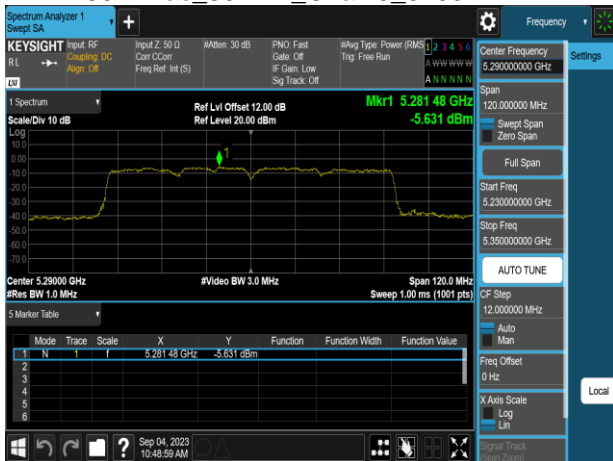 Spectrum Analyzer 1
Swept SA
+
Frequency
KEYSIGHT
RL
Input: RF
Coupling: DC
Align: Off
Input Z: 50 Ω
Corr CCorr
Freq Ref: Int (S)
#Atten: 30 dB
PNO: Fast
Gate: Off
IF Gain: Low
Sig Track: Off
#Avg Type: Power (RMS
Trig: Free Run
1 2 3 4 5 6
A W W W W W
A N N N N N
LXI
Center Frequency
5.290000000 GHz
Settings
Span
120.000000 MHz
Swept Span
Zero Span
Full Span
Start Freq
5.230000000 GHz
Stop Freq
5.350000000 GHz
AUTO TUNE
CF Step
12.000000 MHz
Auto
Man
Freq Offset
0 Hz
X Axis Scale
Log
Lin
Signal Track
(Span Zoom)
Local
1 Spectrum
Scale/Div 10 dB
Ref Lvl Offset 12.00 dB
Ref Level 20.00 dBm
Mkr1 5.281 48 GHz
-5.631 dBm
Log
10.0
0.00
-10.0
-20.0
-30.0
-40.0
-50.0
-60.0
-70.0
1
Center 5.29000 GHz
#Res BW 1.0 MHz
#Video BW 3.0 MHz
Span 120.0 MHz
Sweep 1.00 ms (1001 pts)
5 Marker Table
Mode Trace Scale X Y Function Function Width Function Value
1 N 1 f 5.281 48 GHz -5.631 dBm
2
3
4
5
6
?
Sep 04, 2023
10:48:59 AM